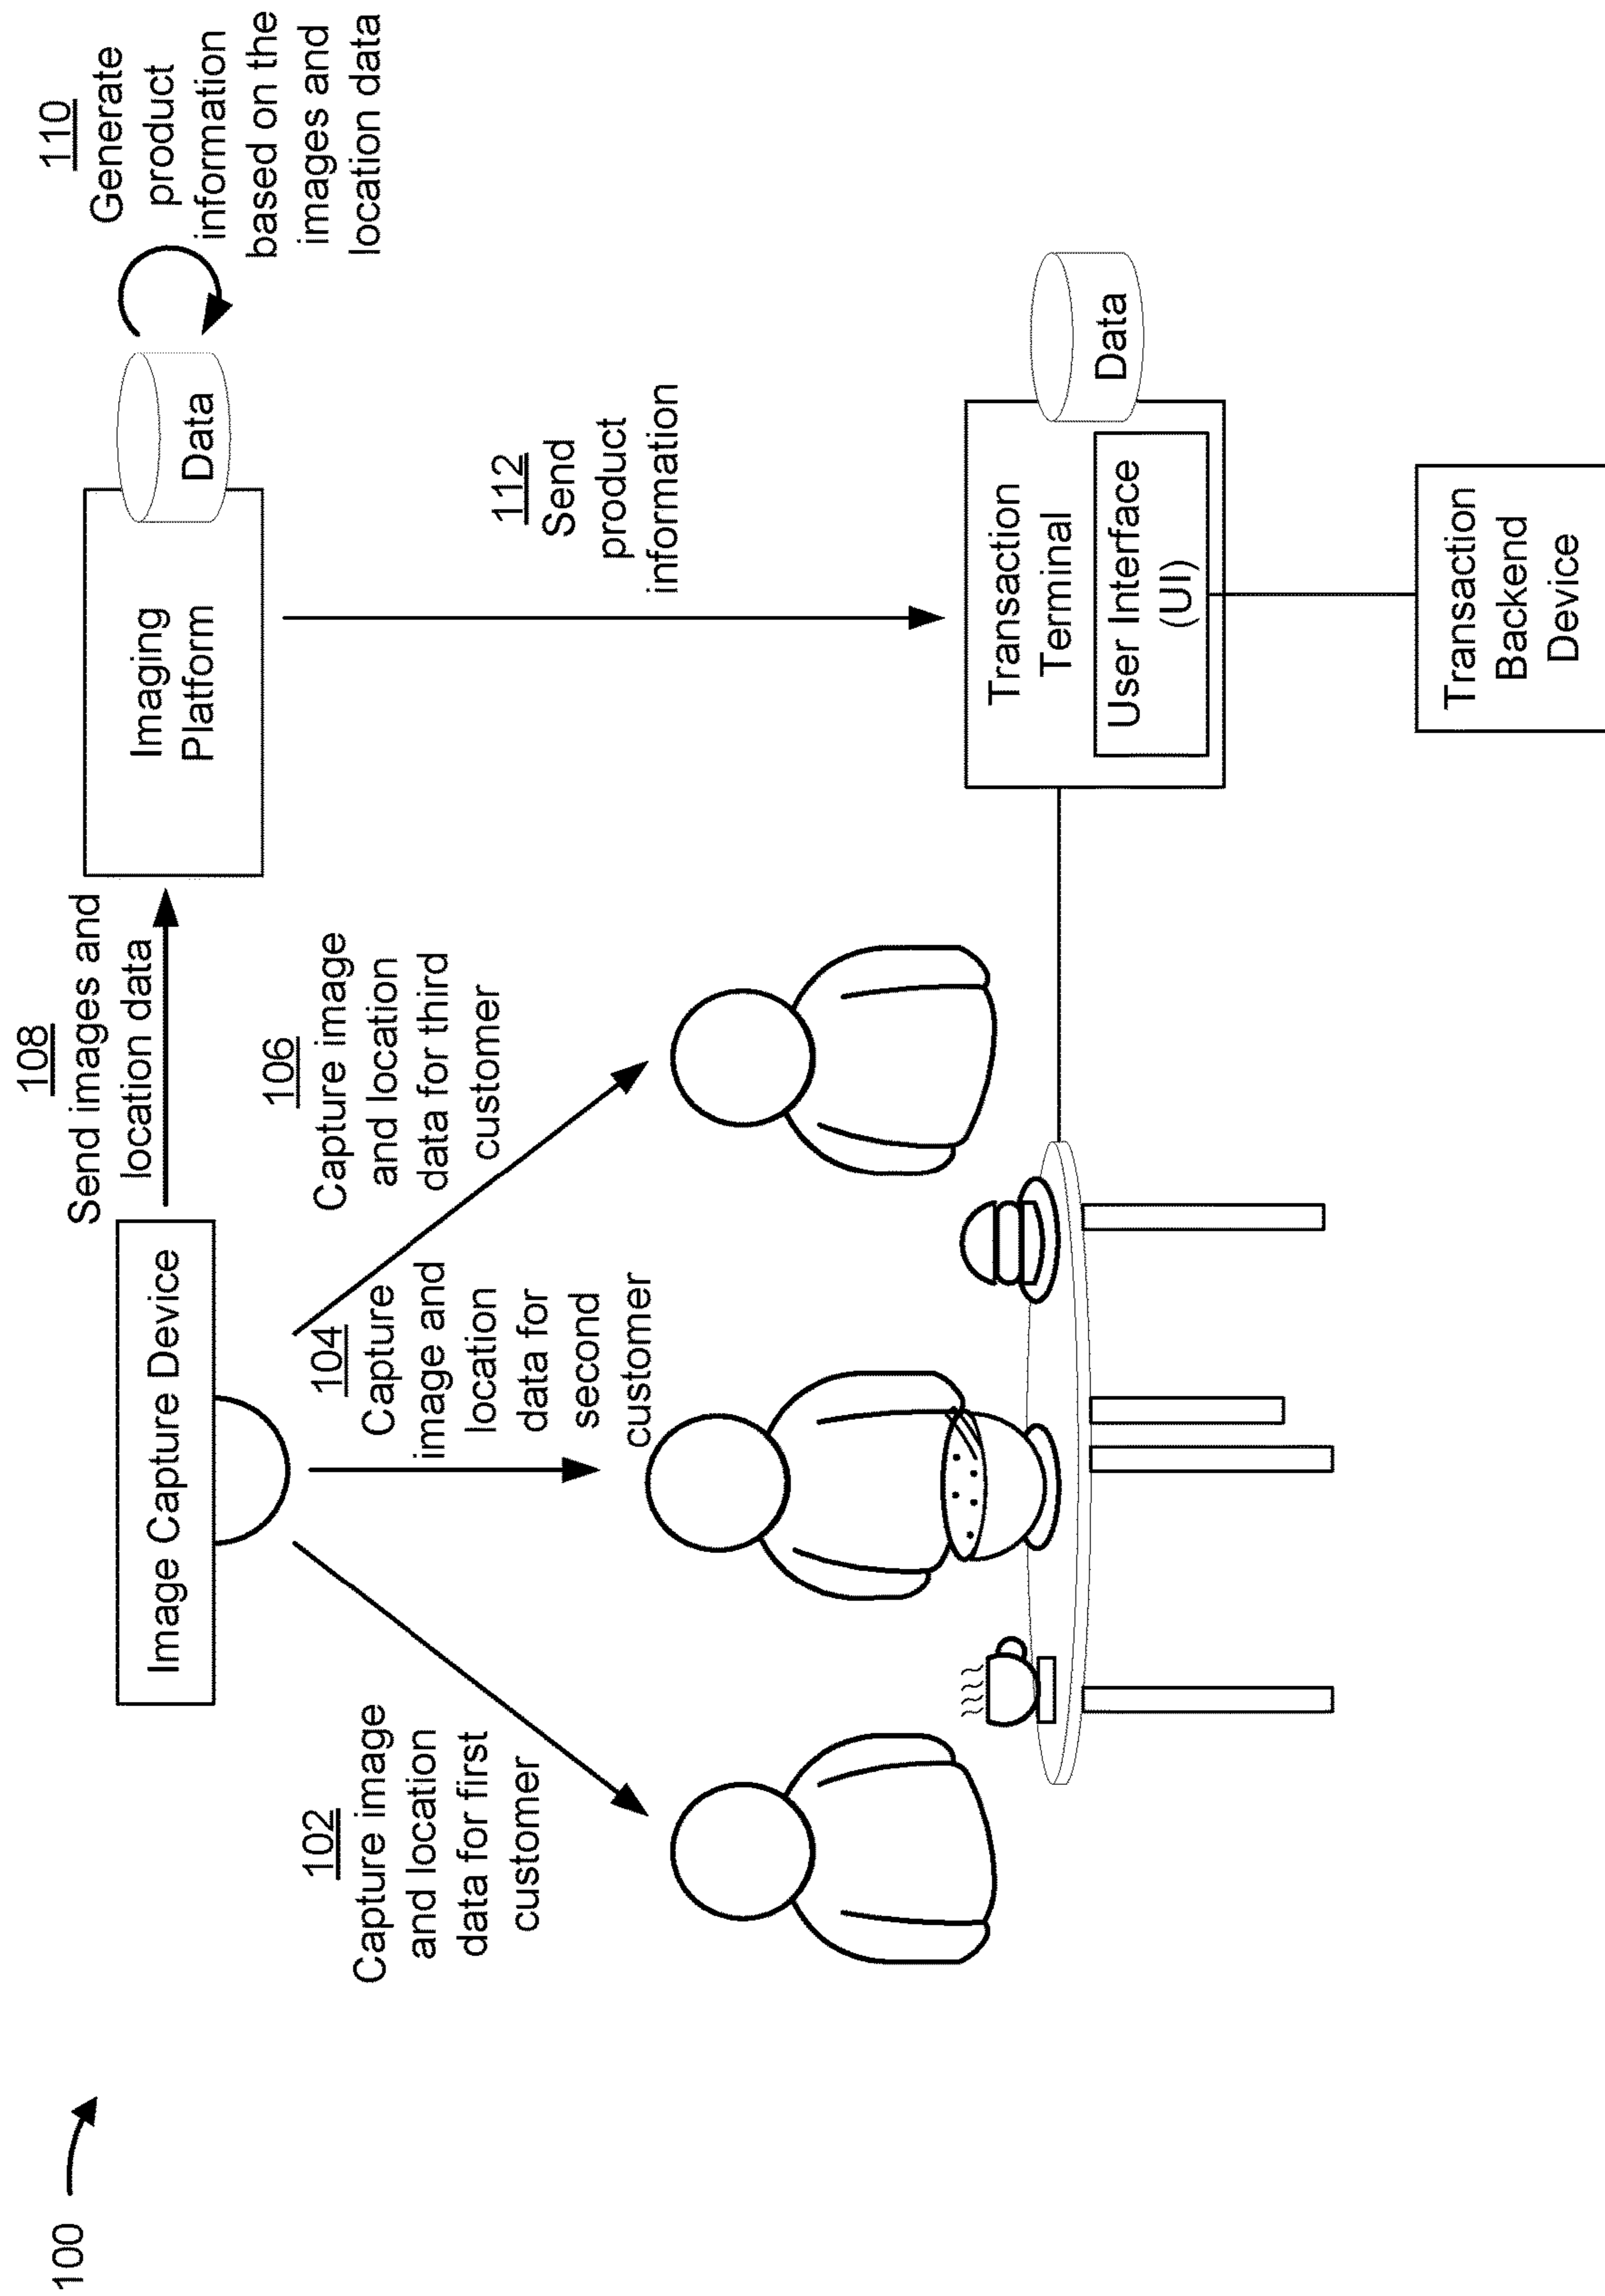 100
Image Capture Device
108
Send images and
location data
Imaging
Platform
Data
110
Generate
product
information
based on the
images and
location data
102
Capture image
and location
data for first
customer
104
Capture
image and
location
data for
second
customer
106
Capture image
and location
data for third
customer
112
Send
product
information
Transaction
Terminal
User Interface
(UI)
Data
Transaction
Backend
Device